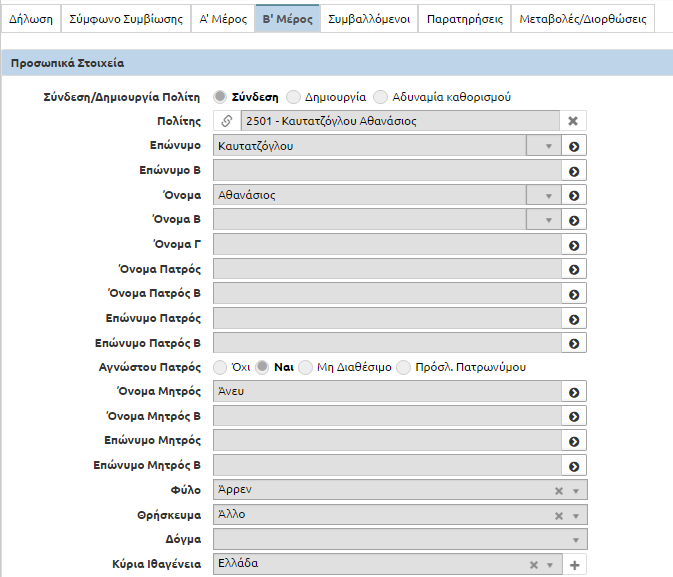 Δήλωση Σύμφωνο Συμβίωσης Α' Μέρος Β' Μέρος Συμβαλλόμενοι Παρατηρήσεις Μεταβολές/Διορθώσεις
Προσωπικά Στοιχεία
Σύνδεση/Δημιουργία Πολίτη Σύνδεση Δημιουργία Αδυναμία καθορισμού
Πολίτης 2501 - Καυτατζόγλου Αθανάσιος
Επώνυμο Καυτατζόγλου
Επώνυμο Β
Όνομα Αθανάσιος
Όνομα Β
Όνομα Γ
Όνομα Πατρός
Όνομα Πατρός Β
Επώνυμο Πατρός
Επώνυμο Πατρός Β
Αγνώστου Πατρός Όχι Ναι Μη Διαθέσιμο Πρόσλ. Πατρωνύμου
Όνομα Μητρός Άνευ
Όνομα Μητρός Β
Επώνυμο Μητρός
Επώνυμο Μητρός Β
Φύλο Άρρεν
Θρήσκευμα Άλλο
Δόγμα
Κύρια Ιθαγένεια Ελλάδα